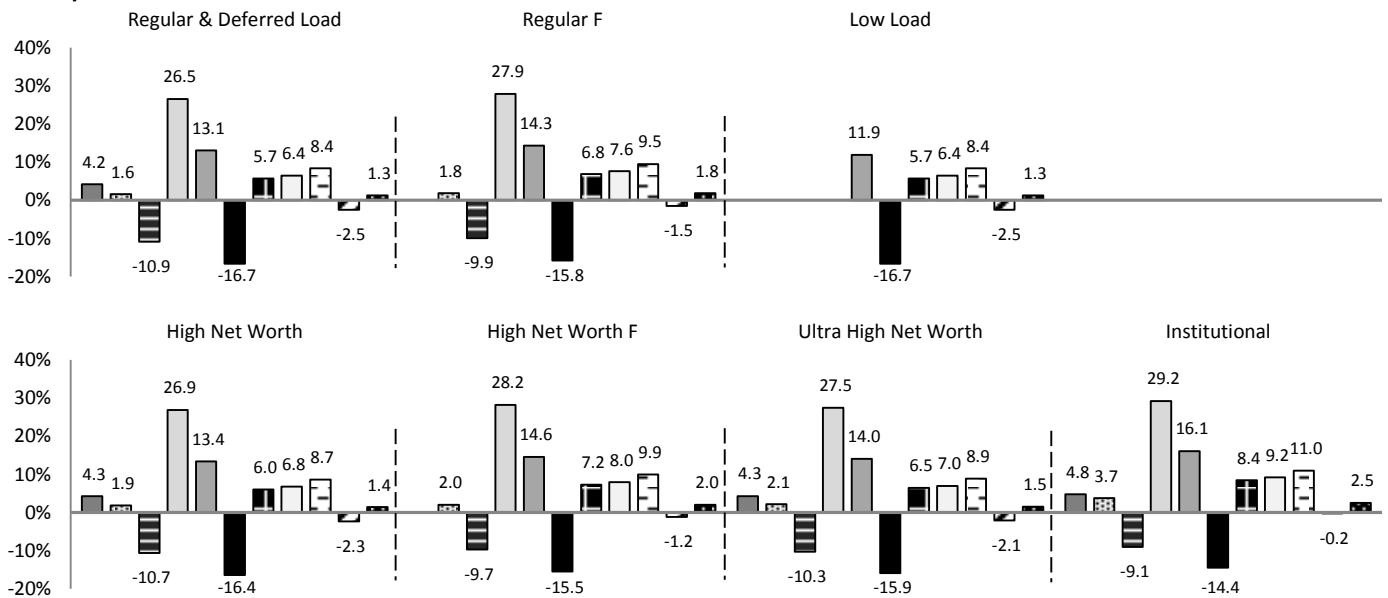 Regular & Deferred Load Regular F Low Load
40%
30%
20%
10%
0%
-10%
-20%
4.2 1.6 -10.9 26.5 13.1 -16.7 5.7 6.4 8.4 -2.5 1.3
1.8 -9.9 27.9 14.3 -15.8 6.8 7.6 9.5 -1.5 1.8
11.9 -16.7 5.7 6.4 8.4 -2.5 1.3
High Net Worth High Net Worth F Ultra High Net Worth Institutional
40%
30%
20%
10%
0%
-10%
-20%
4.3 1.9 -10.7 26.9 13.4 -16.4 6.0 6.8 8.7 -2.3 1.4
2.0 -9.7 28.2 14.6 -15.5 7.2 8.0 9.9 -1.2 2.0
4.3 2.1 -10.3 27.5 14.0 -15.9 6.5 7.0 8.9 -2.1 1.5
4.8 3.7 -9.1 29.2 16.1 -14.4 8.4 9.2 11.0 -0.2 2.5